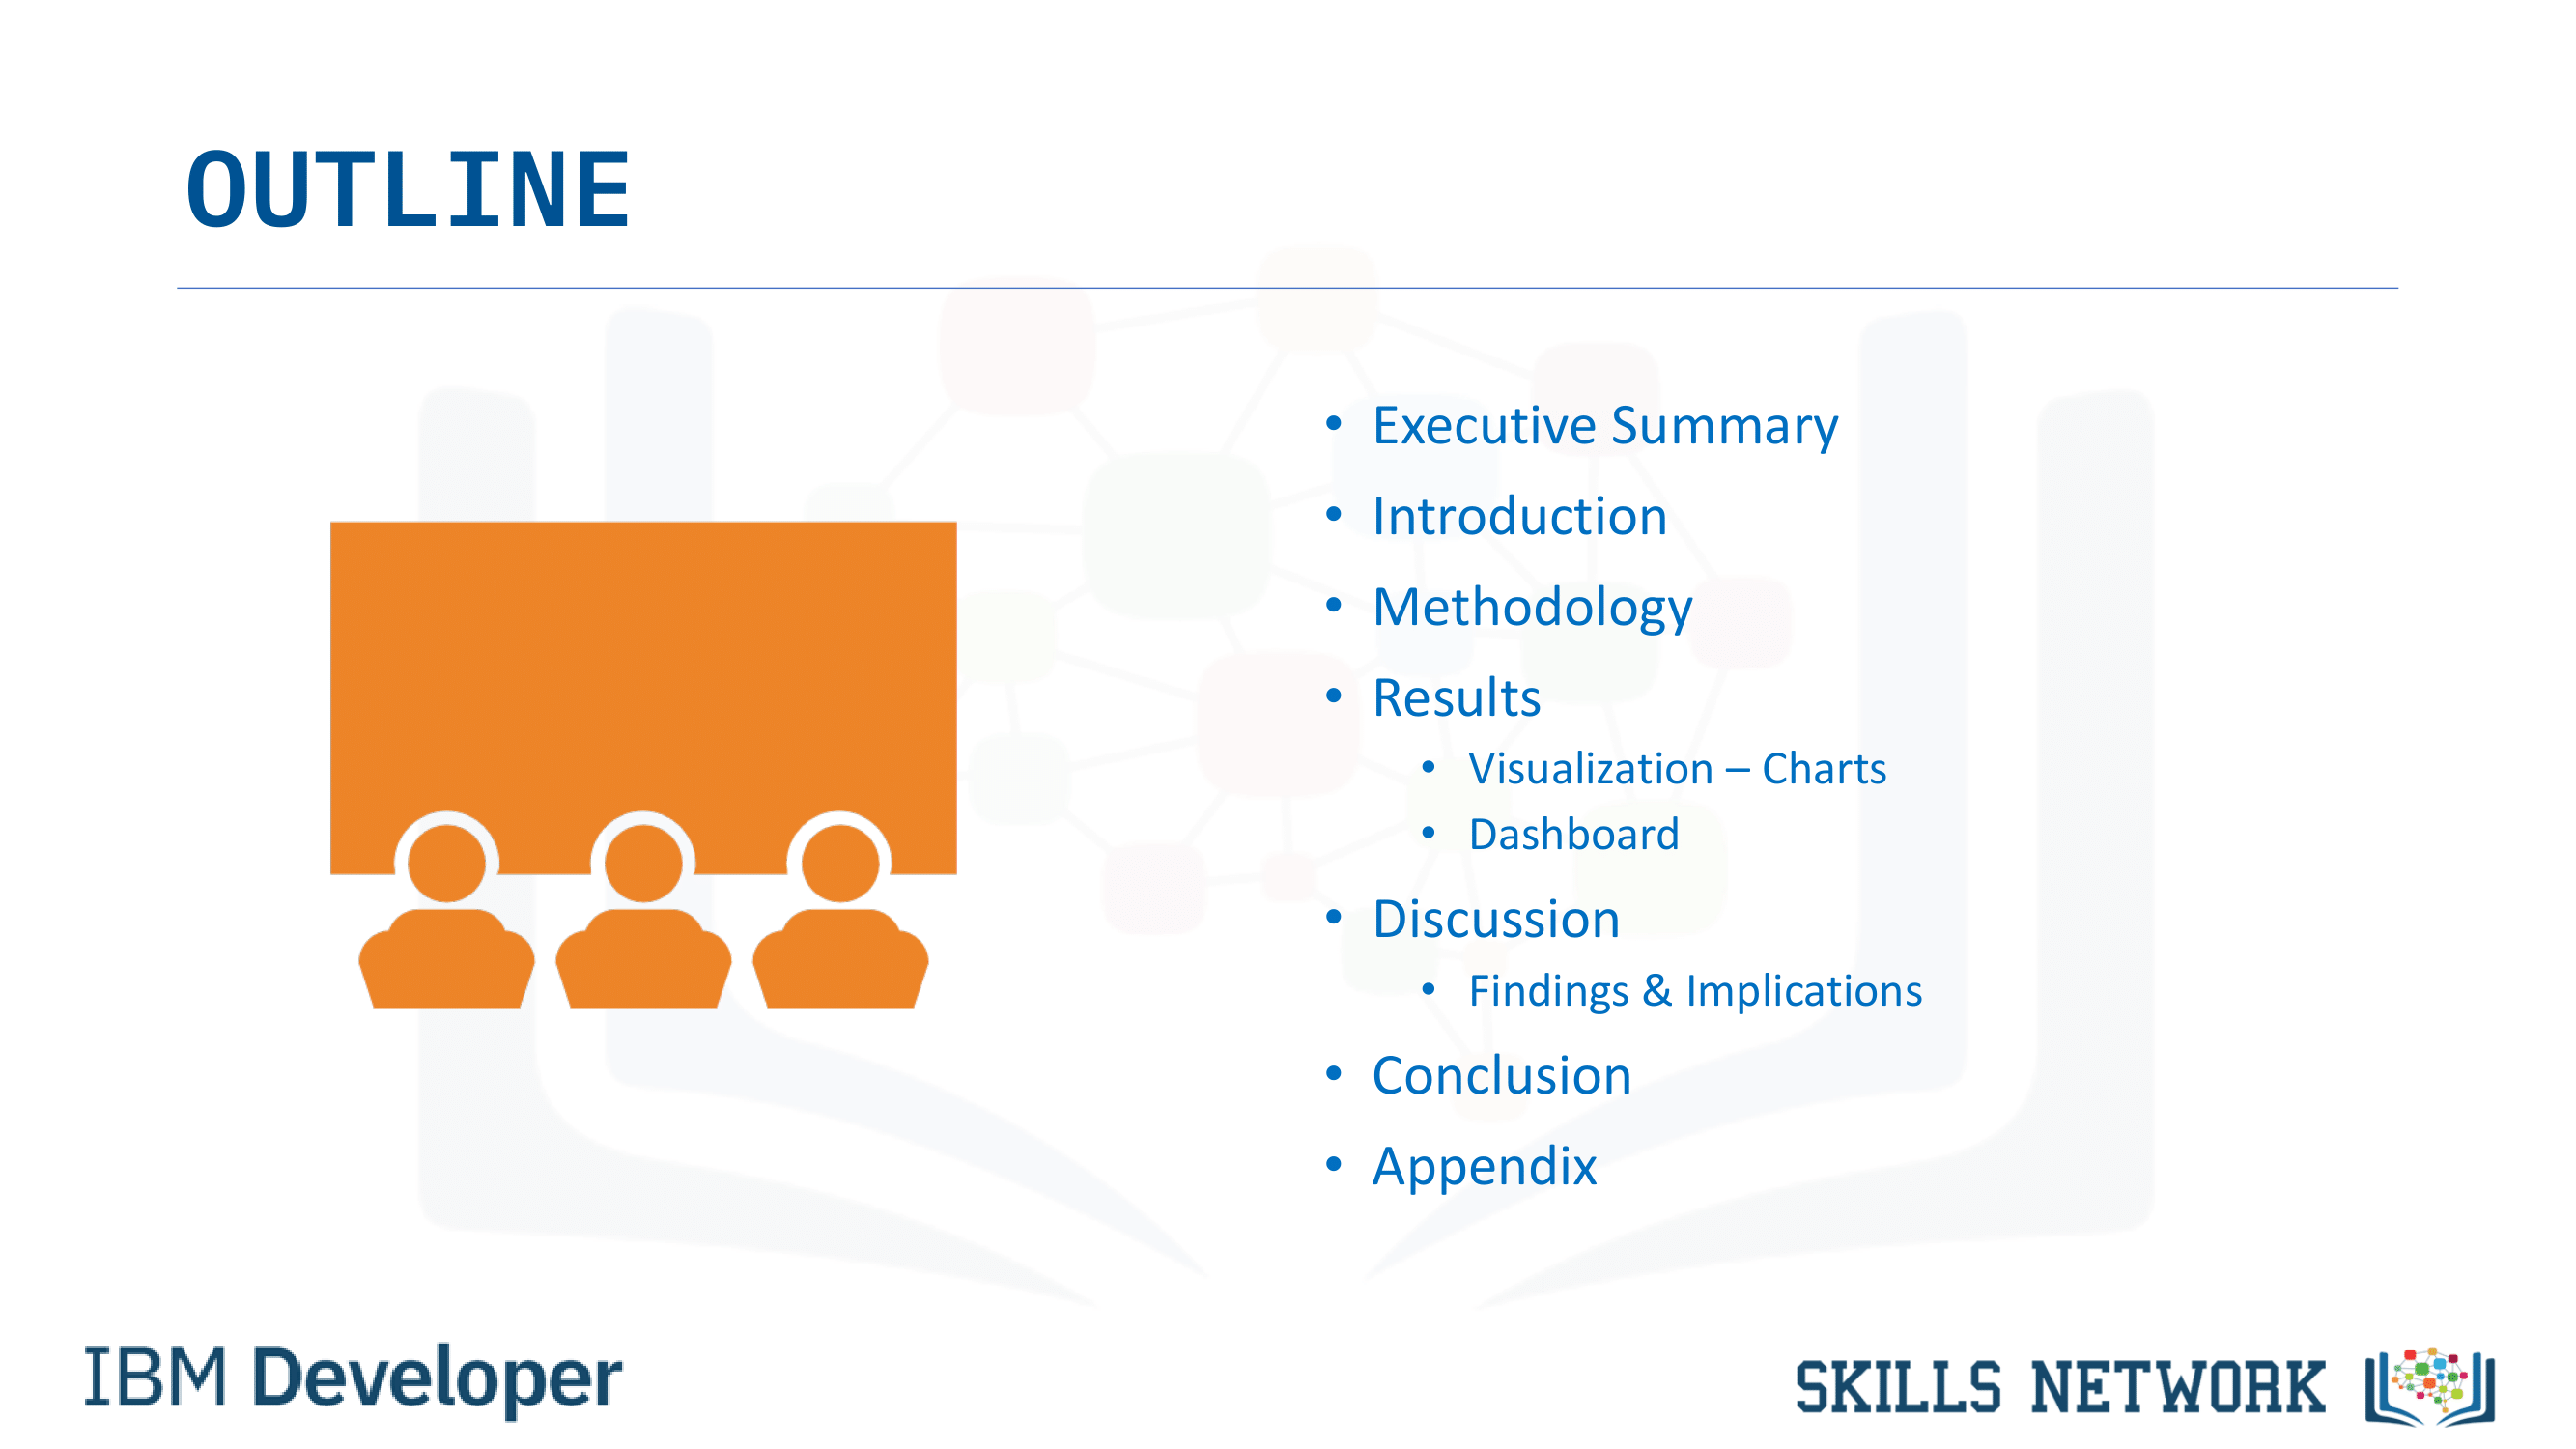 OUTLINE
• Executive Summary
• Introduction
• Methodology
• Results
• Visualization – Charts
• Dashboard
• Discussion
• Findings & Implications
• Conclusion
• Appendix
IBM Developer
SKILLS NETWORK